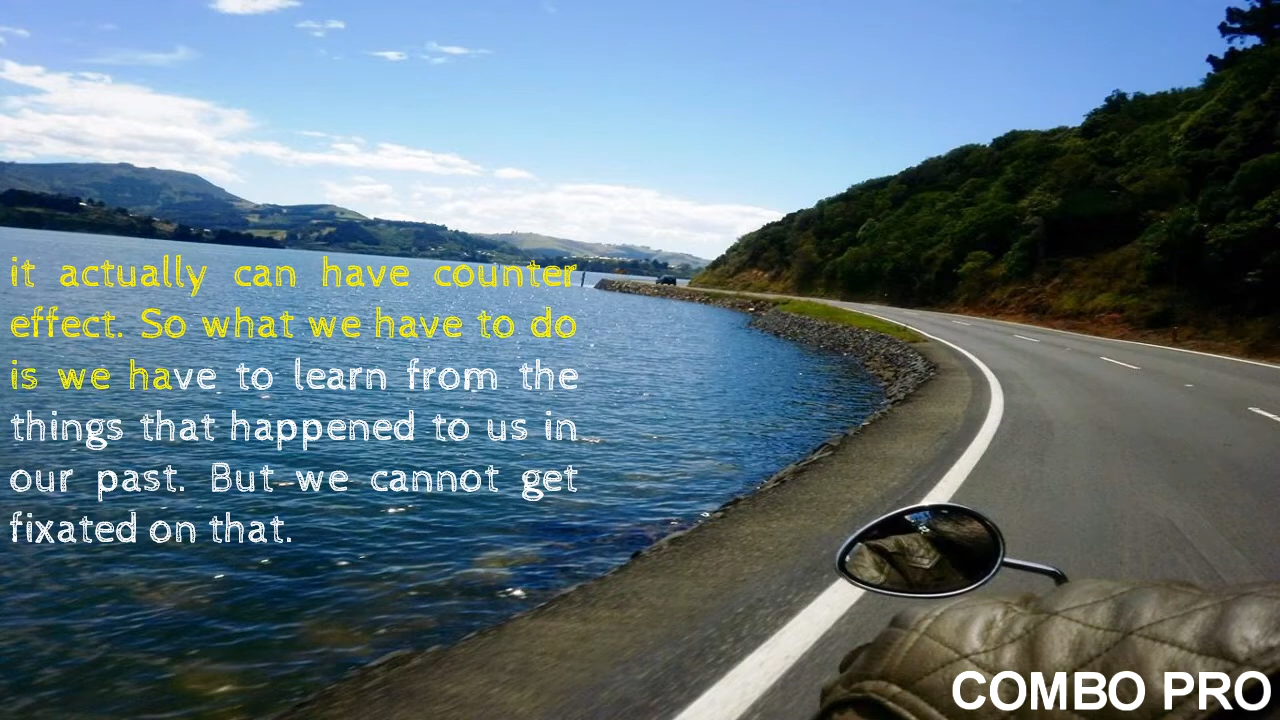 it actually can have counter
effect. So what we have to do
is we have to learn from the
things that happened to us in
our past. But we cannot get
fixated on that.
COMBO PRO